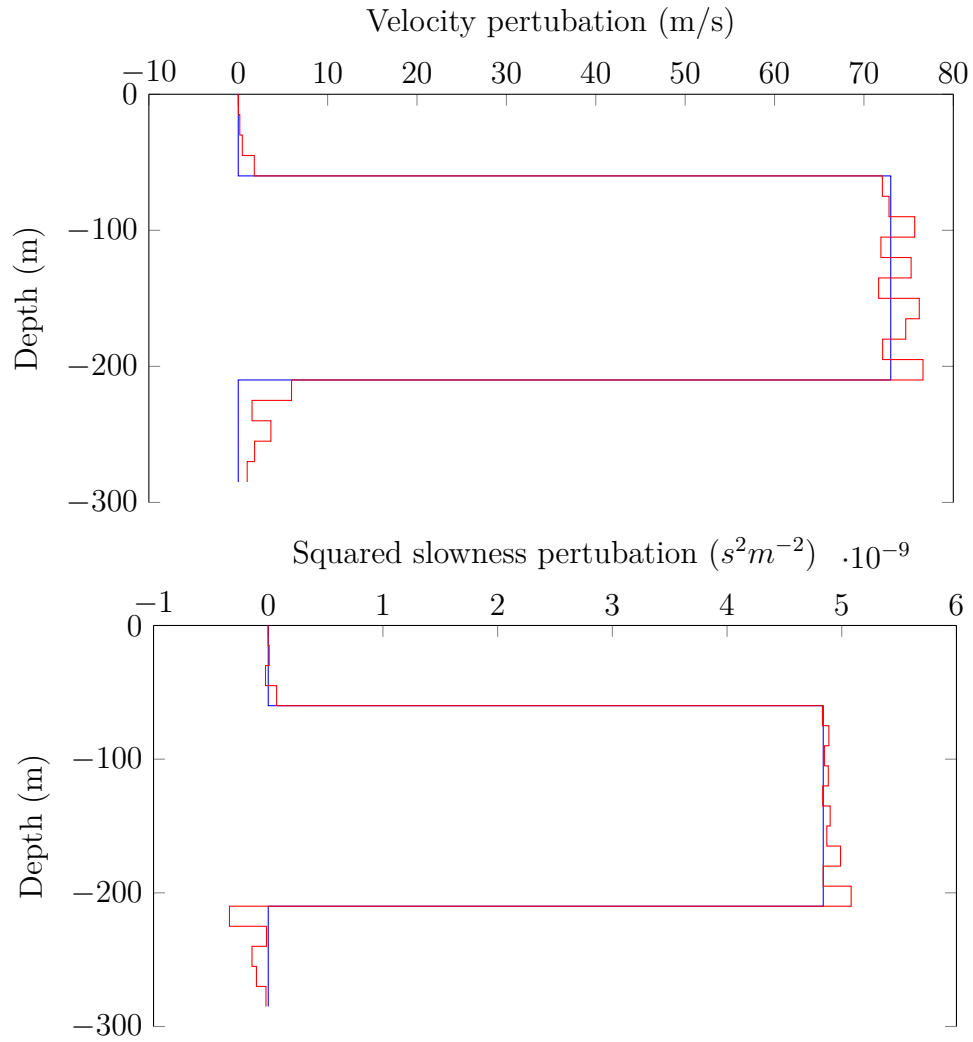 Velocity pertubation (m/s)
−10 0 10 20 30 40 50 60 70 80
0
−100
−200
−300
Depth (m)
Squared slowness pertubation (s²m⁻²) ·10⁻⁹
−1 0 1 2 3 4 5 6
0
−100
−200
−300
Depth (m)